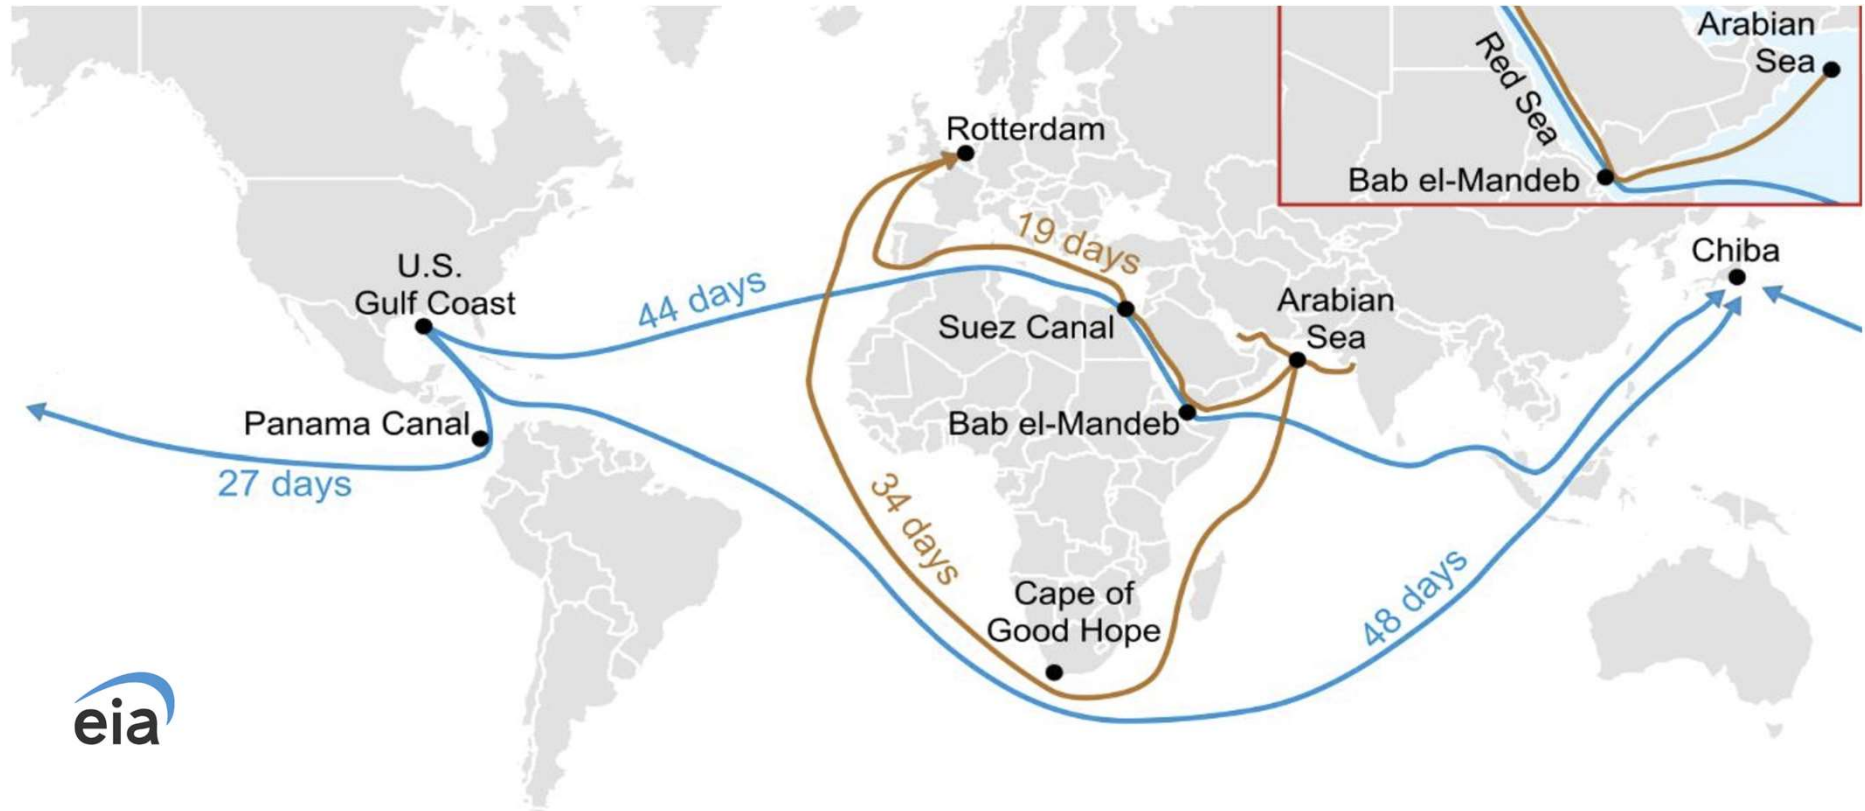 Rotterdam
19 days
U.S.
Gulf Coast
44 days
Suez Canal
Arabian
Sea
Bab el-Mandeb
Panama Canal
27 days
34 days
Cape of
Good Hope
48 days
Chiba
Arabian
Sea
Red Sea
Bab el-Mandeb
eia